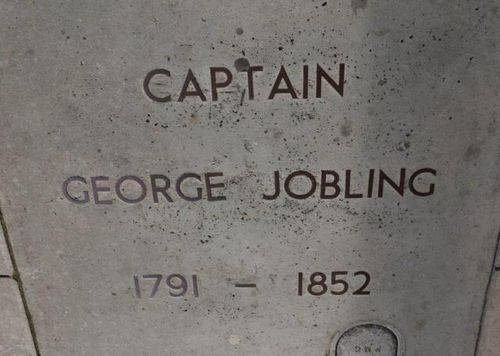 CAPTAIN
GEORGE JOBLING
1791 – 1852